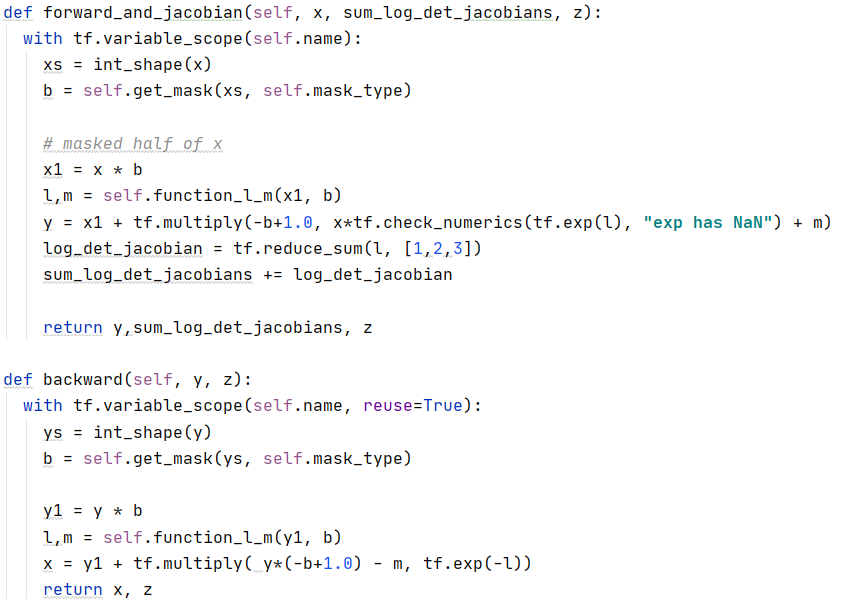 def forward_and_jacobian(self, x, sum_log_det_jacobians, z):
  with tf.variable_scope(self.name):
    xs = int_shape(x)
    b = self.get_mask(xs, self.mask_type)

    # masked half of x
    x1 = x * b
    l,m = self.function_l_m(x1, b)
    y = x1 + tf.multiply(-b+1.0, x*tf.check_numerics(tf.exp(l), "exp has NaN") + m)
    log_det_jacobian = tf.reduce_sum(l, [1,2,3])
    sum_log_det_jacobians += log_det_jacobian

    return y,sum_log_det_jacobians, z

def backward(self, y, z):
  with tf.variable_scope(self.name, reuse=True):
    ys = int_shape(y)
    b = self.get_mask(ys, self.mask_type)

    y1 = y * b
    l,m = self.function_l_m(y1, b)
    x = y1 + tf.multiply( y*(-b+1.0) - m, tf.exp(-l))
    return x, z